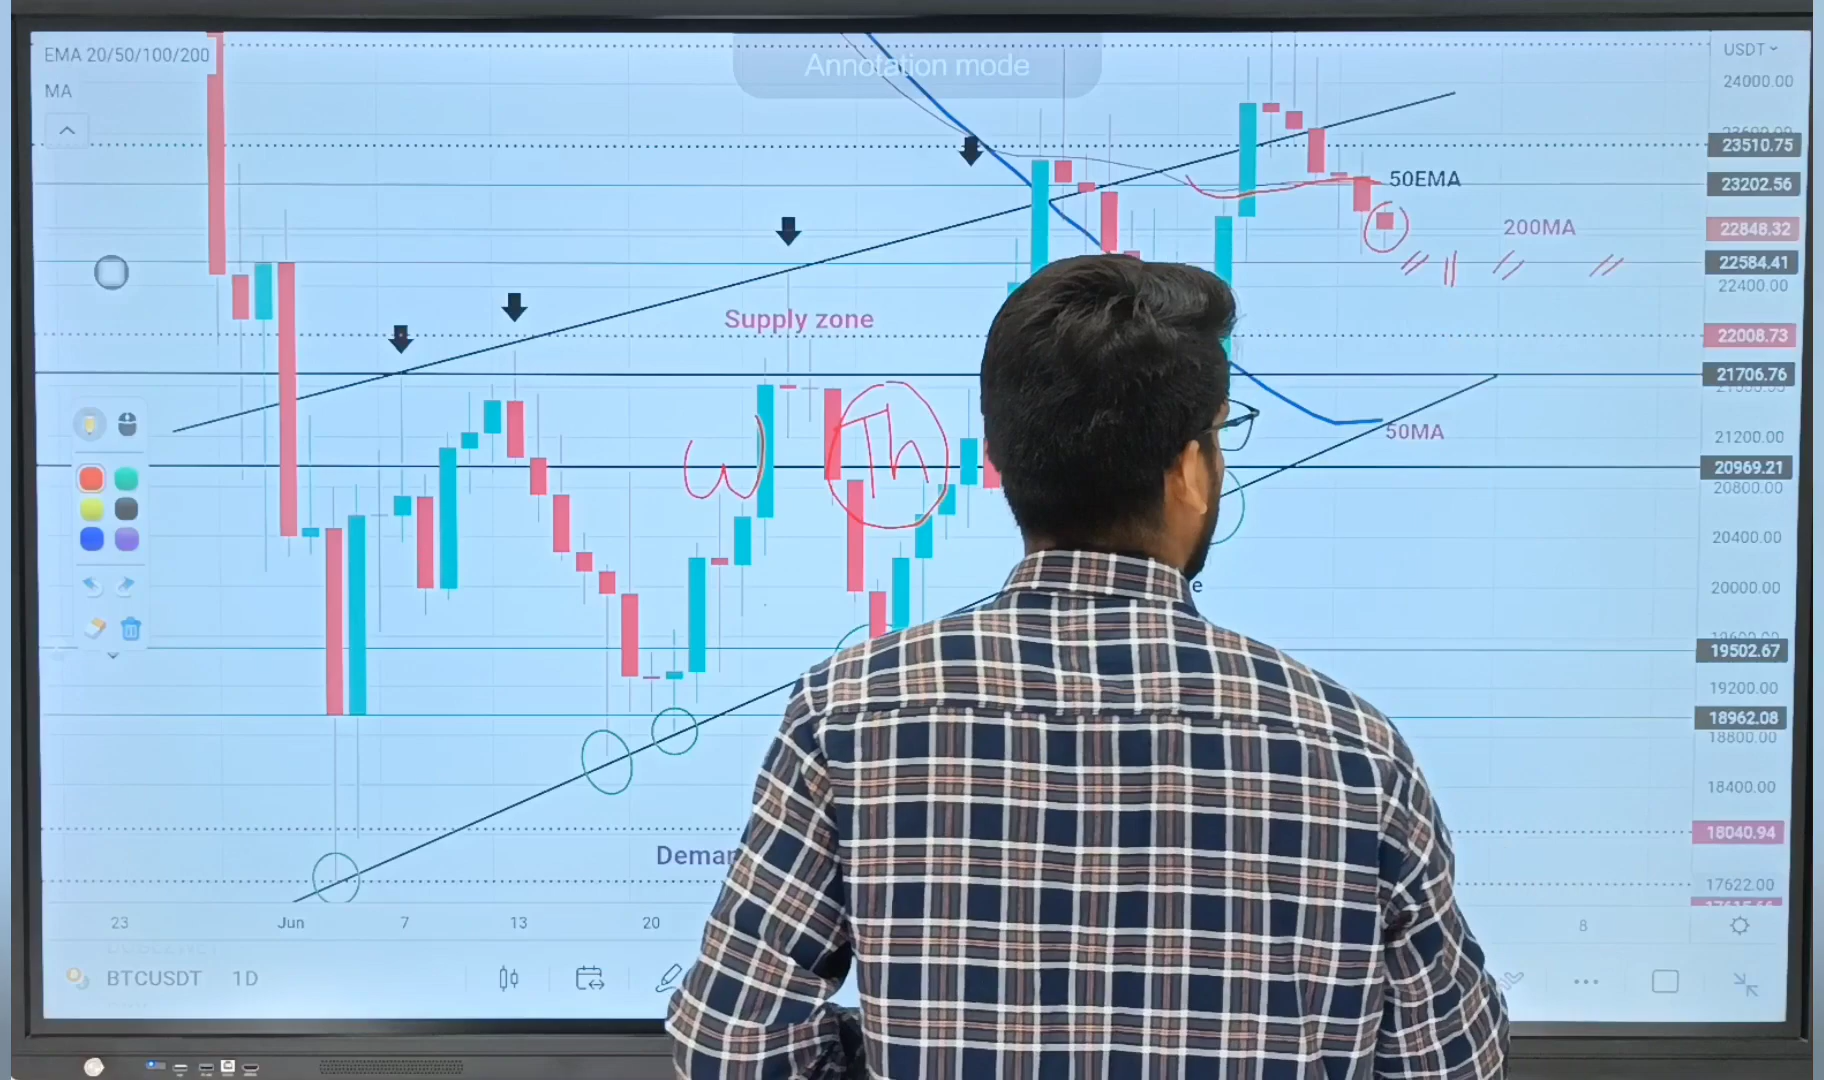 Annotation mode
EMA 20/50/100/200
MA
USDT
24000.00
23510.75
50EMA
23202.56
200MA
22848.32
22584.41
22400.00
Supply zone
22008.73
21706.76
50MA
21200.00
W Th
20969.21
20800.00
20400.00
20000.00
e
19502.67
19200.00
18962.08
18800.00
18400.00
18040.94
17622.00
23 Jun 7 13 20 8
BTCUSDT 1D